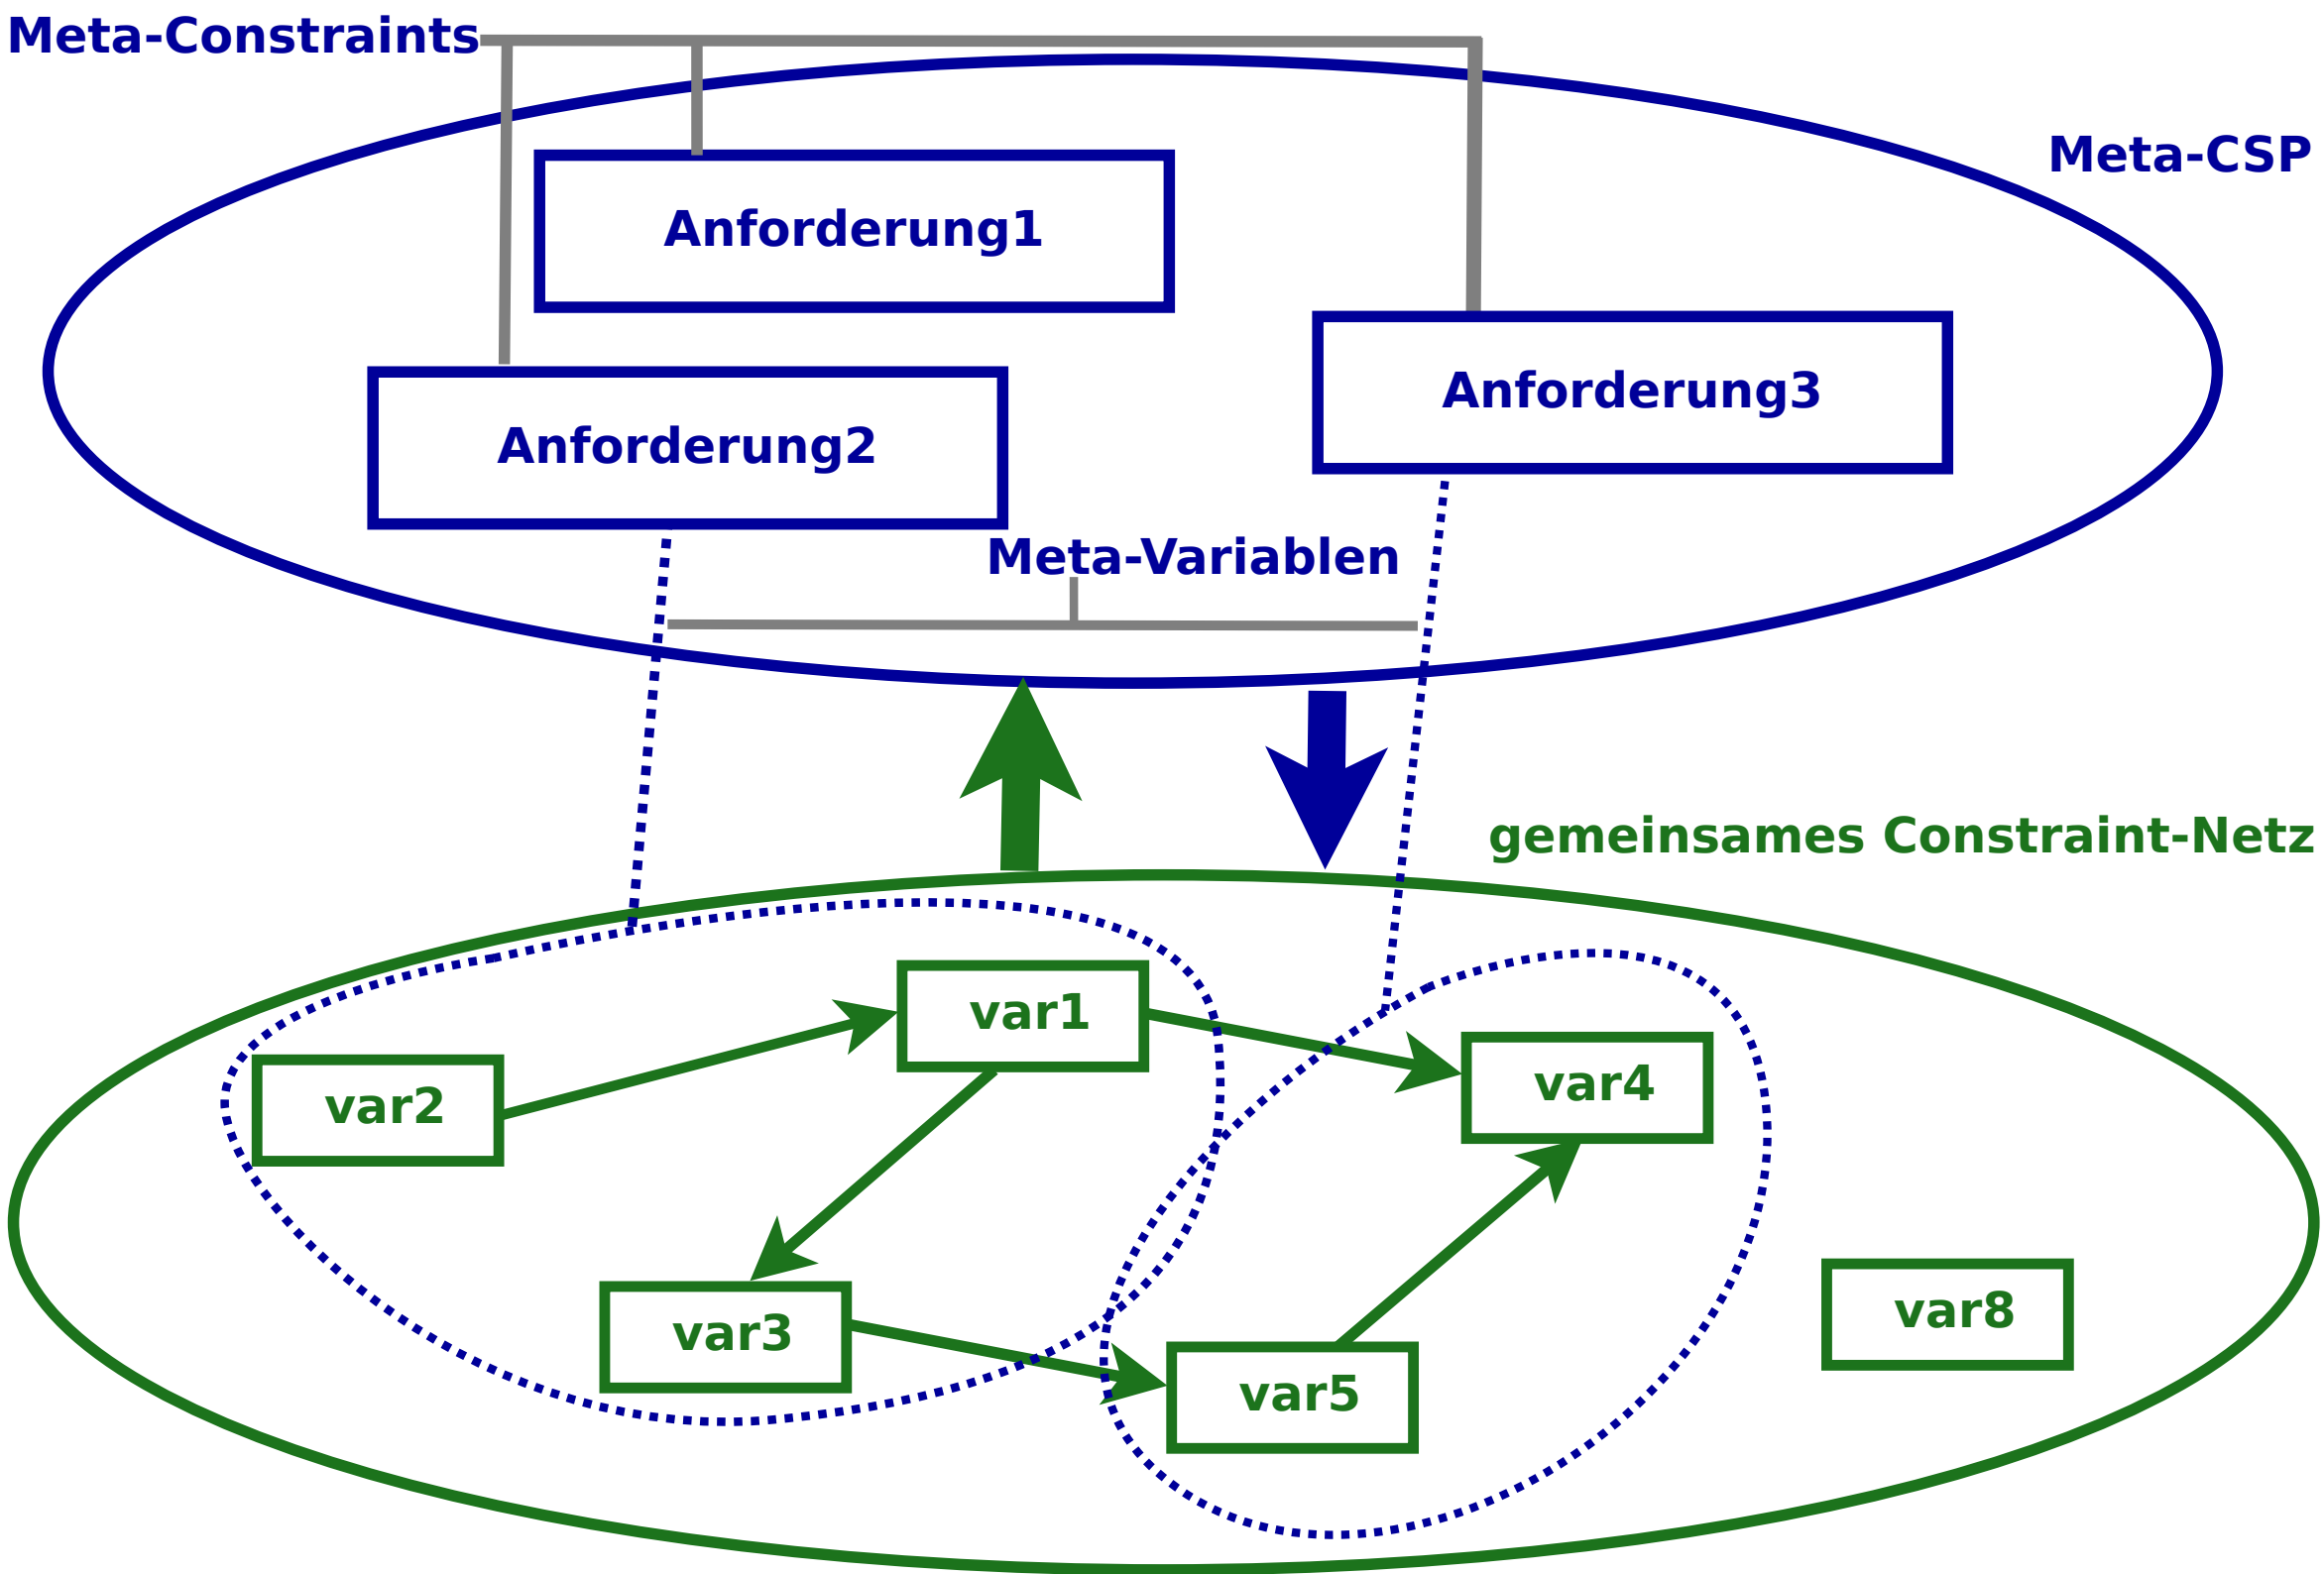 Meta-Constraints
Meta-CSP
Anforderung1
Anforderung3
Anforderung2
Meta-Variablen
gemeinsames Constraint-Netz
var1
var4
var2
var8
var3
var5